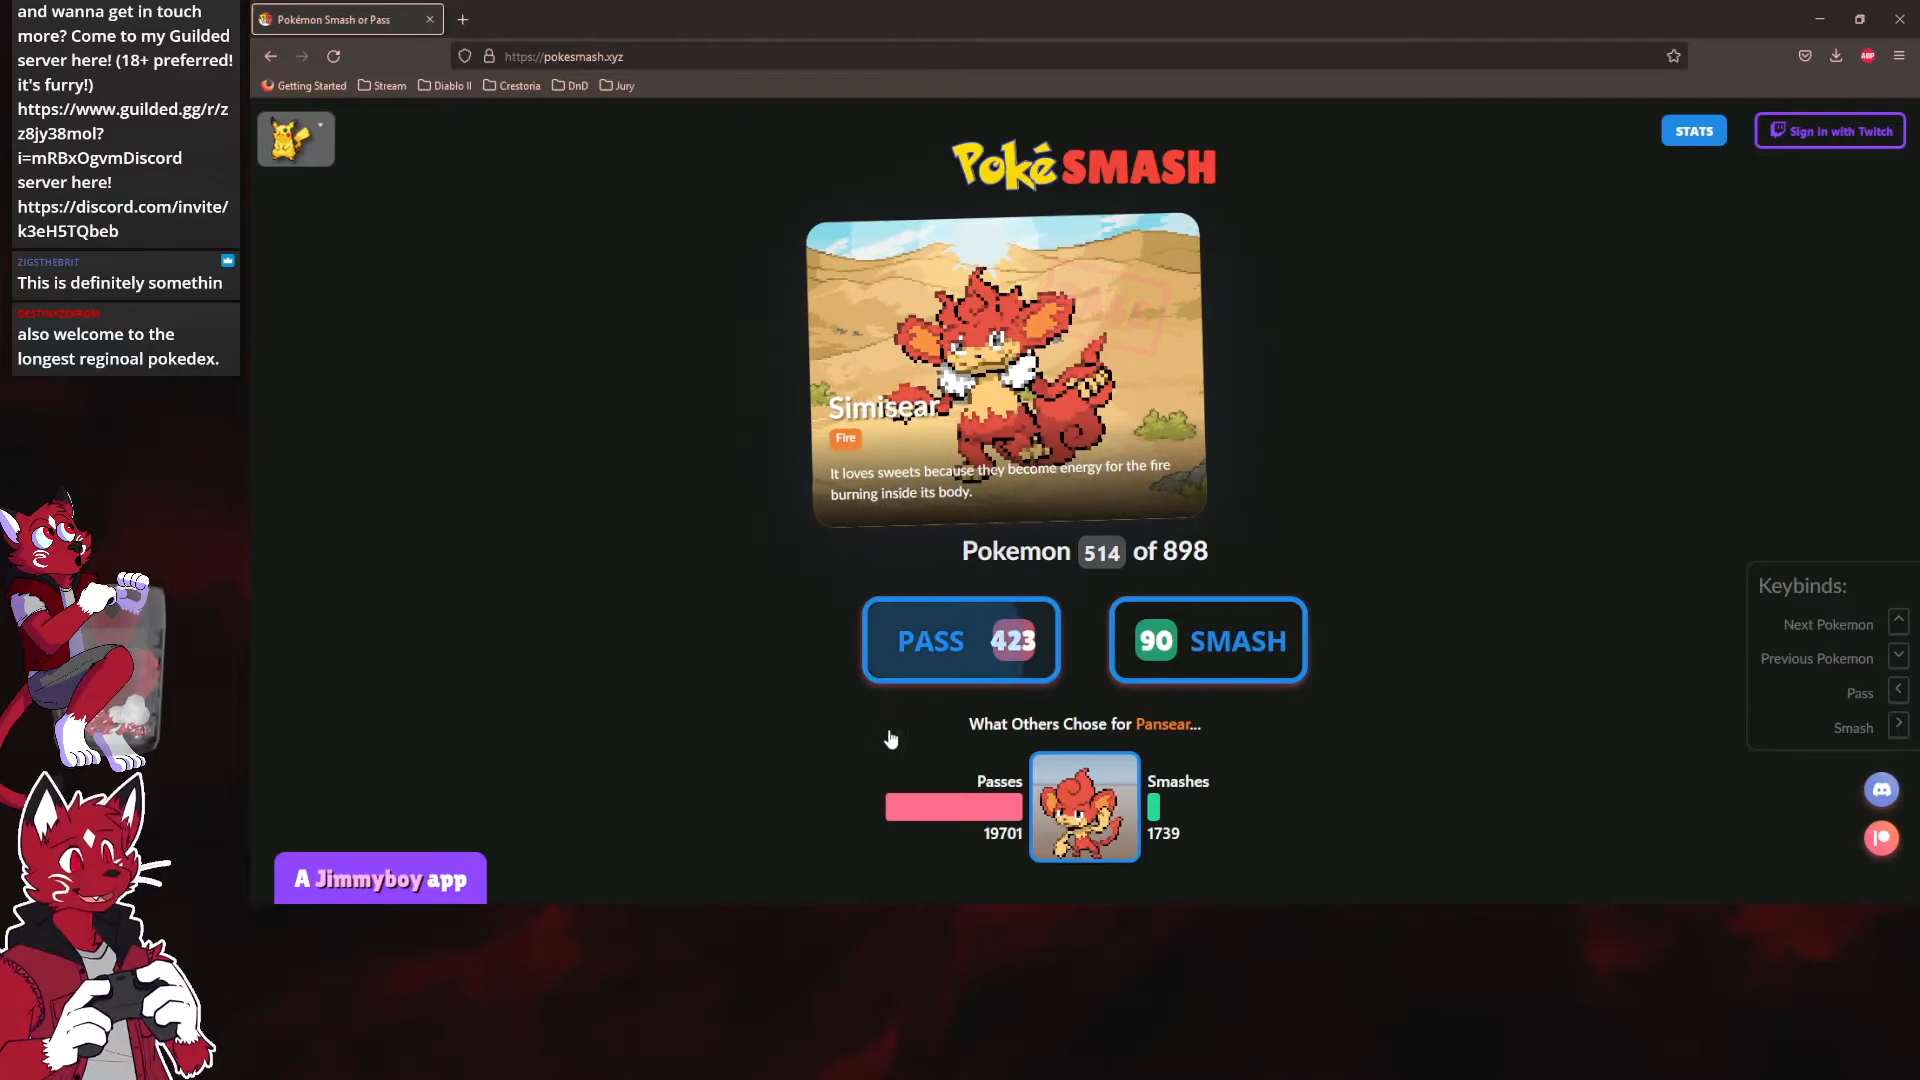 and wanna get in touch
more? Come to my Guilded
server here! (18+ preferred!
it's furry!)
https://www.guilded.gg/r/z
z8jy38mol?
i=mRBxOgvmDiscord
server here!
https://discord.com/invite/
k3eH5TQbeb
ZIGSTHEBRIT
This is definitely somethin
DESTINYZEKROM
also welcome to the
longest reginoal pokedex.
Pokémon Smash or Pass
https://pokesmash.xyz
ABP
Getting Started
Stream
Diablo II
Crestoria
DnD
Jury
STATS
Sign in with Twitch
Poké SMASH
Simisear
Fire
It loves sweets because they become energy for the fire
burning inside its body.
Pokemon 514 of 898
PASS 423
90 SMASH
What Others Chose for Pansear...
Passes
19701
Smashes
1739
Keybinds:
Next Pokemon
Previous Pokemon
Pass
Smash
A Jimmyboy app